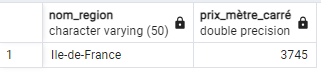 nom_region
character varying (50)
prix_mètre_carré
double precision
1
Ile-de-France
3745